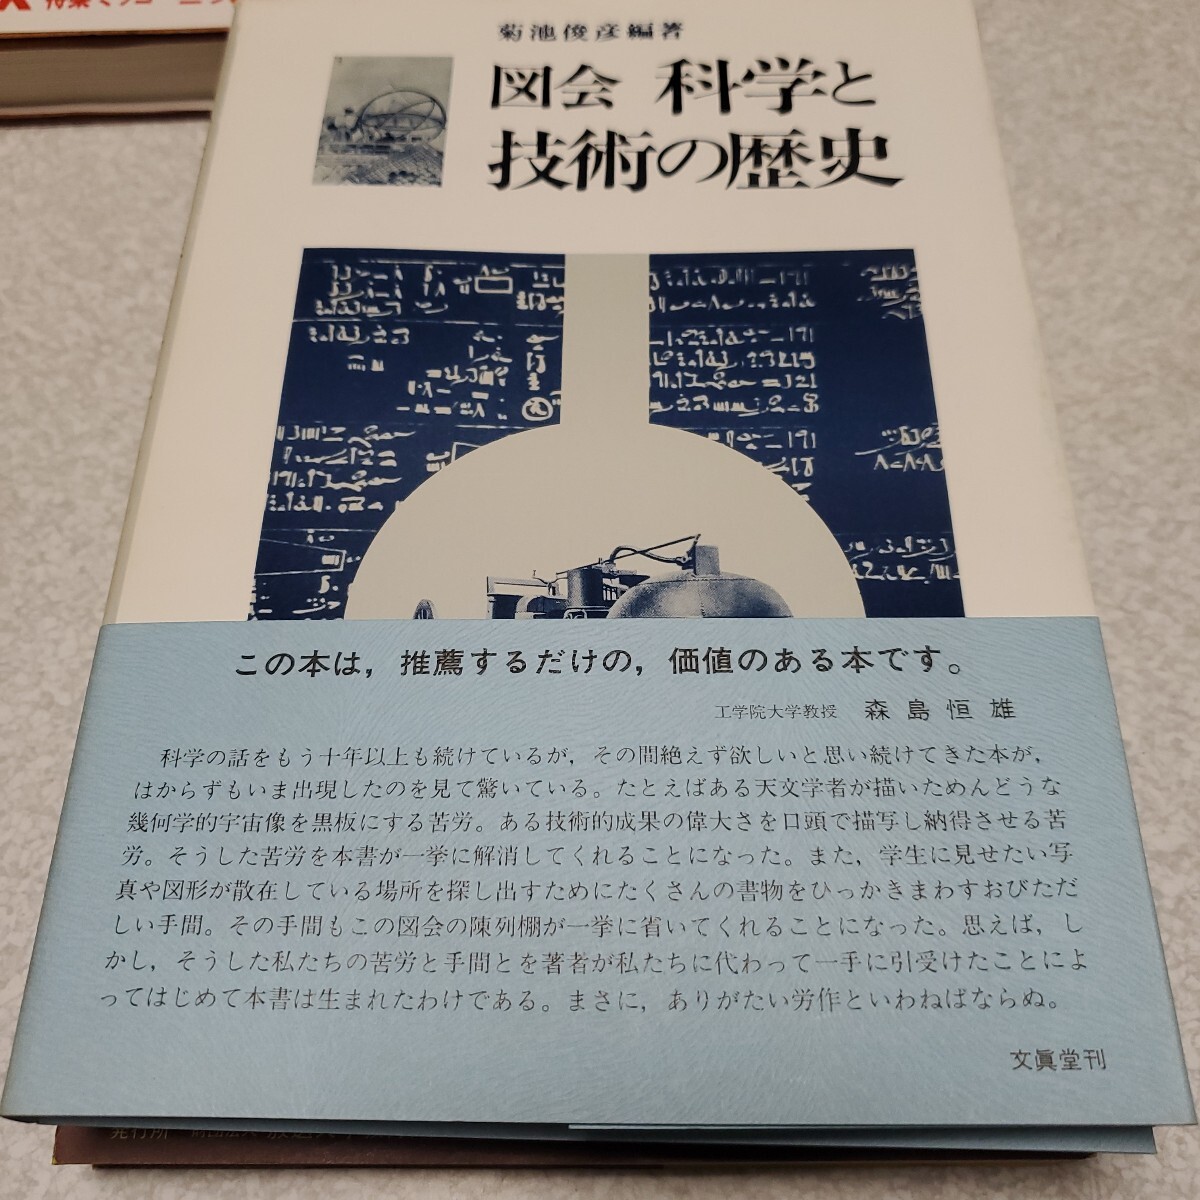 菊池俊彦編著
図会 科学と
技術の歴史
この本は，推薦するだけの，価値のある本です。
工学院大学教授 森島恒雄
科学の話をもう十年以上も続けているが，その間絶えず欲しいと思い続けてきた本が，
はからずもいま出現したのを見て驚いている。たとえばある天文学者が描いためんどうな
幾何学的宇宙像を黒板にする苦労。ある技術的成果の偉大さを口頭で描写し納得させる苦
労。そうした苦労を本書が一挙に解消してくれることになった。また，学生に見せたい写
真や図形が散在している場所を探し出すためにたくさんの書物をひっかきまわすおびただ
しい手間。その手間もこの図会の陳列棚が一挙に省いてくれることになった。思えば，し
かし，そうした私たちの苦労と手間とを著者が私たちに代わって一手に引受けたことによ
ってはじめて本書は生まれたわけである。まさに，ありがたい労作といわねばならぬ。
文眞堂刊
発行所